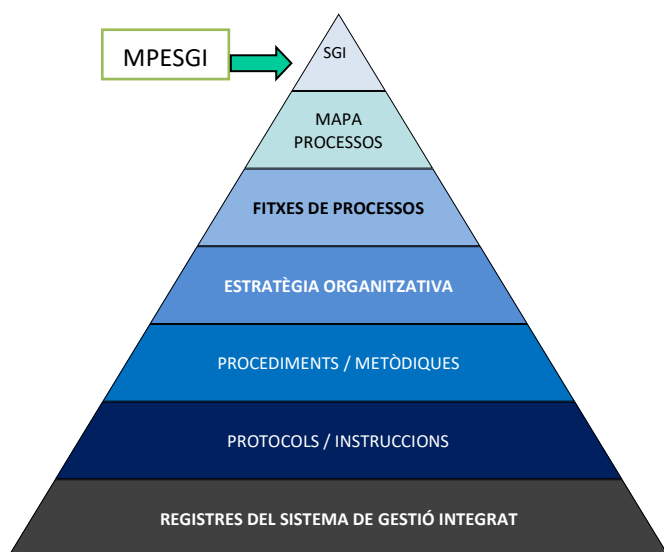 MPESGI
SGI
MAPA
PROCESSOS
FITXES DE PROCESSOS
ESTRATÈGIA ORGANITZATIVA
PROCEDIMENTS / METÒDIQUES
PROTOCOLS / INSTRUCCIONS
REGISTRES DEL SISTEMA DE GESTIÓ INTEGRAT